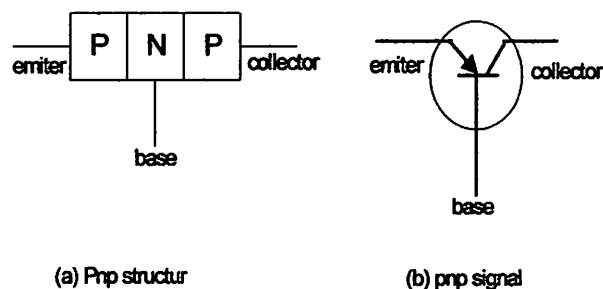 P N P
emiter
collector
base
emiter
collector
base
(a) Pnp structur
(b) pnp signal